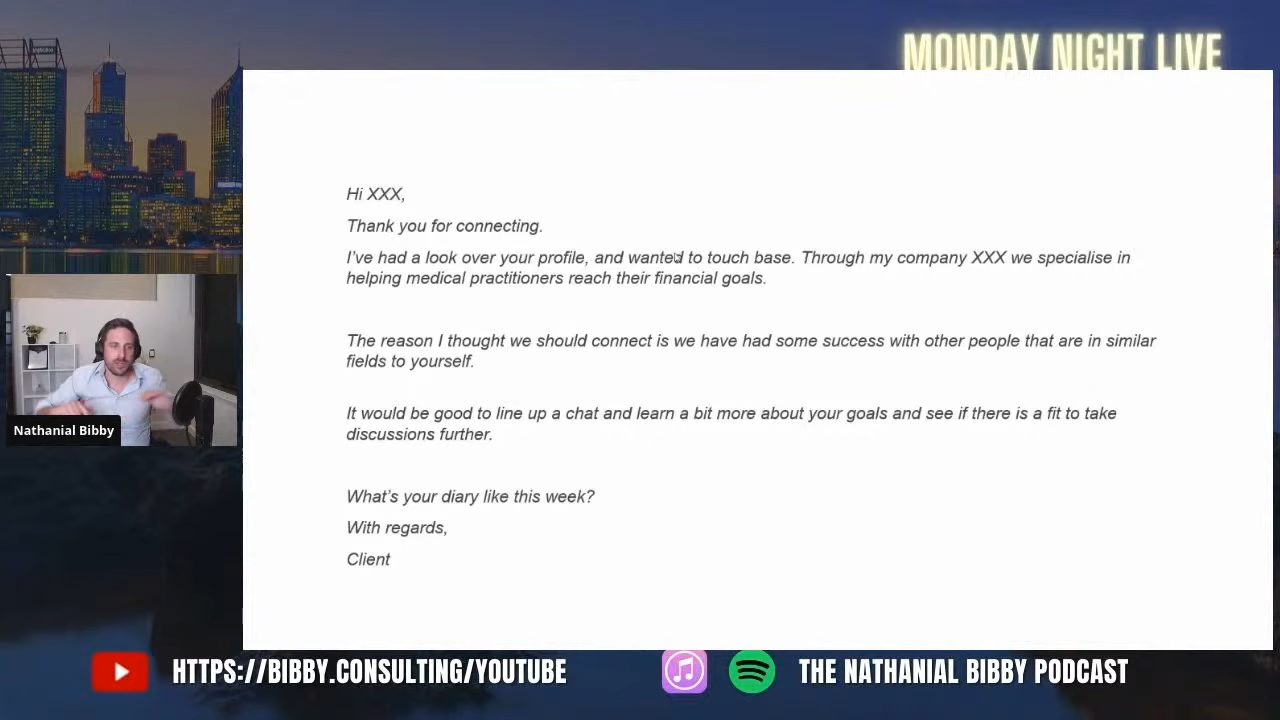 MONDAY NIGHT LIVE
Hi XXX,
Thank you for connecting.
I've had a look over your profile, and wanted to touch base. Through my company XXX we specialise in
helping medical practitioners reach their financial goals.
The reason I thought we should connect is we have had some success with other people that are in similar
fields to yourself.
It would be good to line up a chat and learn a bit more about your goals and see if there is a fit to take
discussions further.
What's your diary like this week?
With regards,
Client
Nathanial Bibby
HTTPS://BIBBY.CONSULTING/YOUTUBE
THE NATHANIAL BIBBY PODCAST